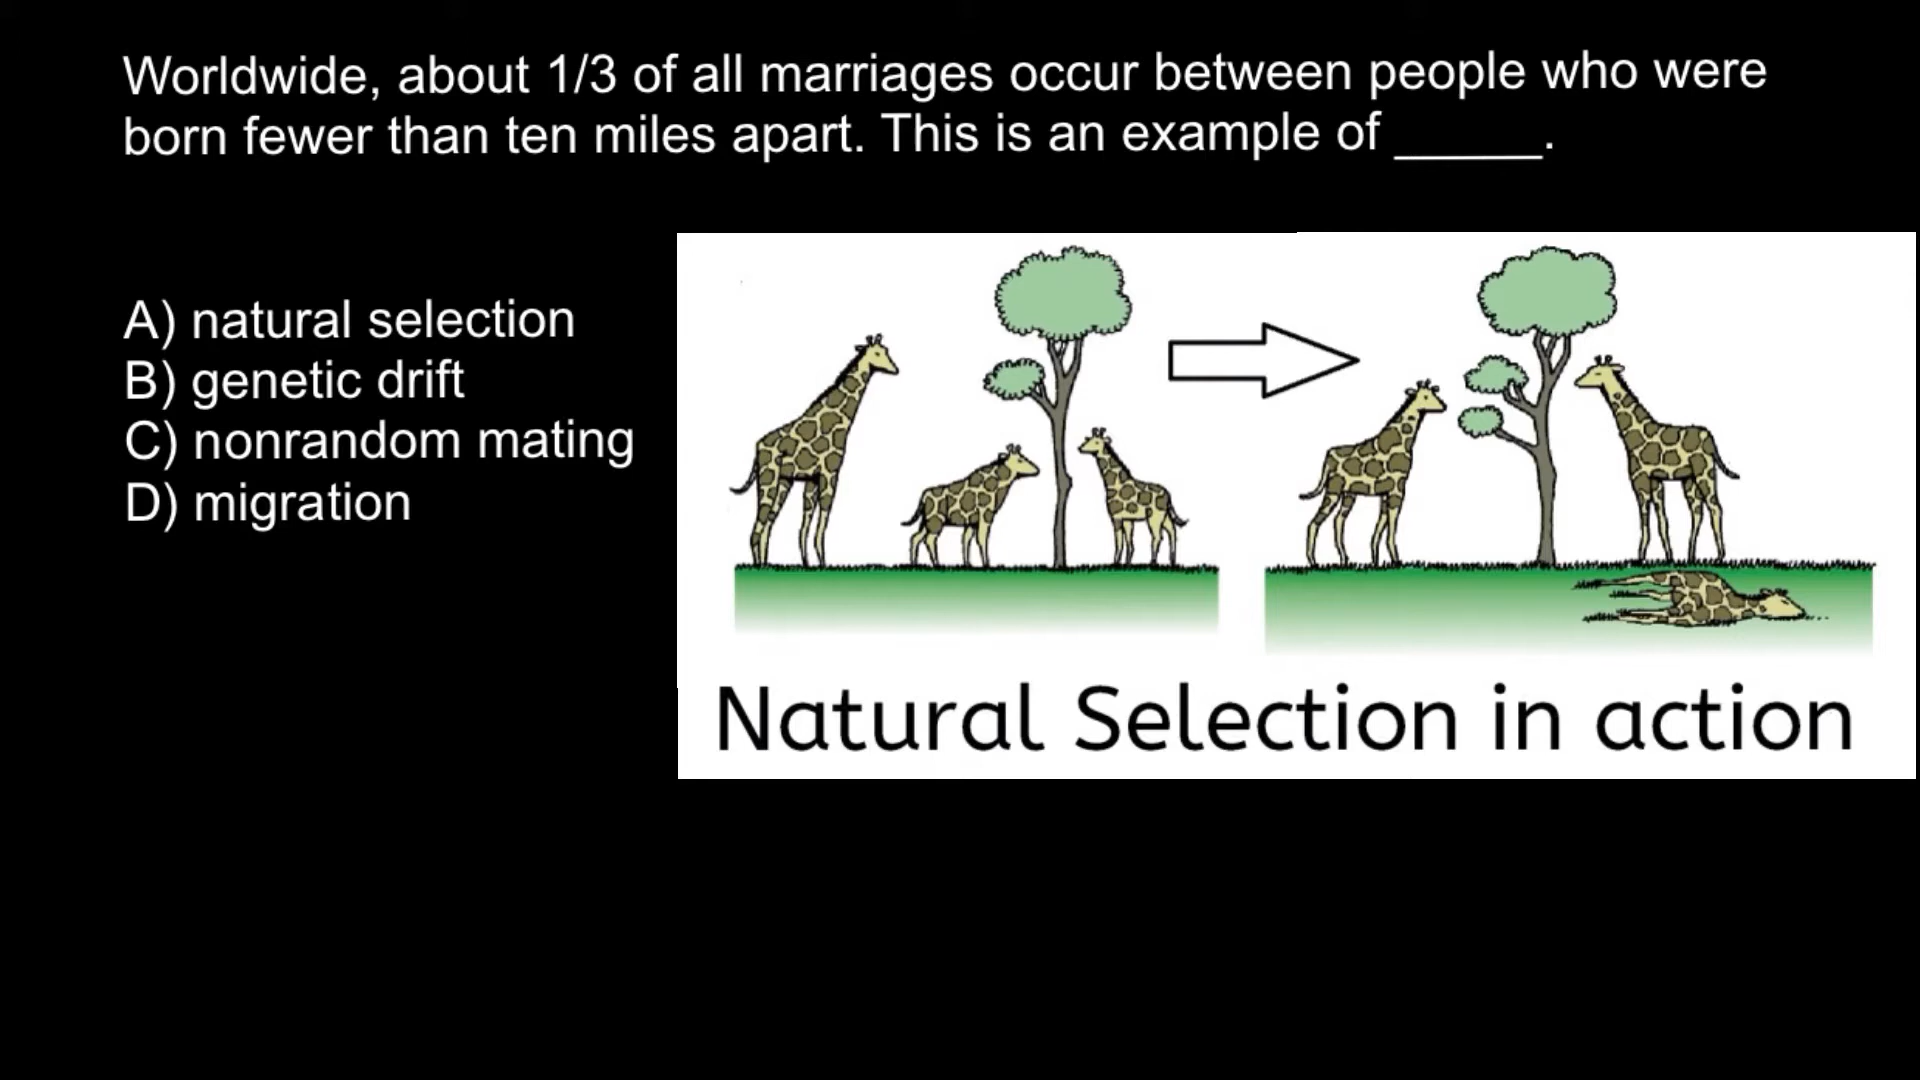 Worldwide, about 1/3 of all marriages occur between people who were
born fewer than ten miles apart. This is an example of _____.
A) natural selection
B) genetic drift
C) nonrandom mating
D) migration
Natural Selection in action